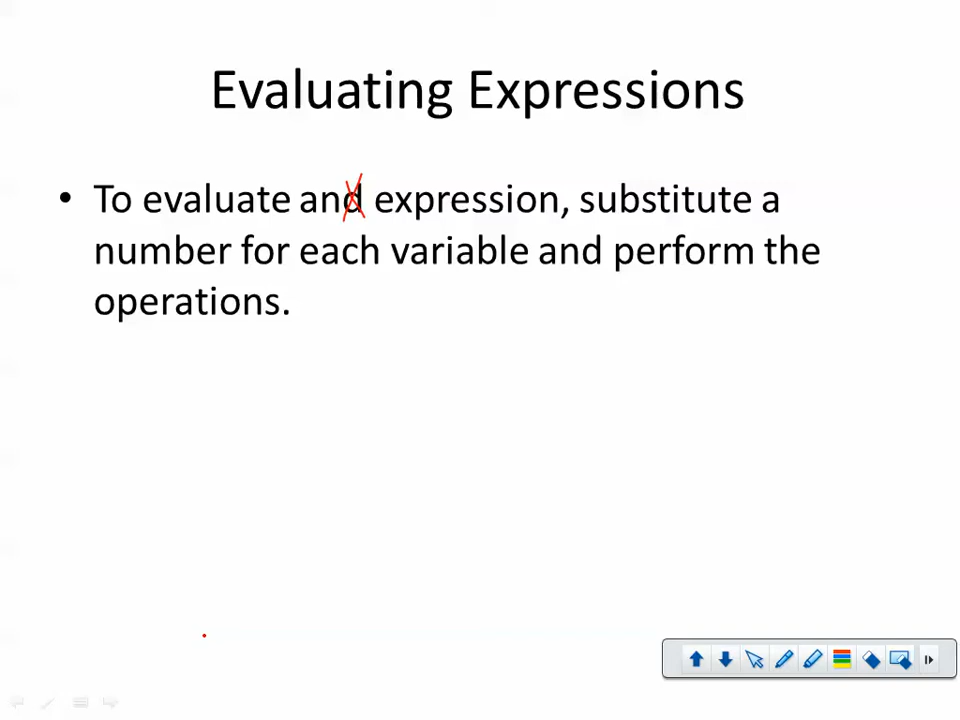 Evaluating Expressions
• To evaluate and expression, substitute a
number for each variable and perform the
operations.